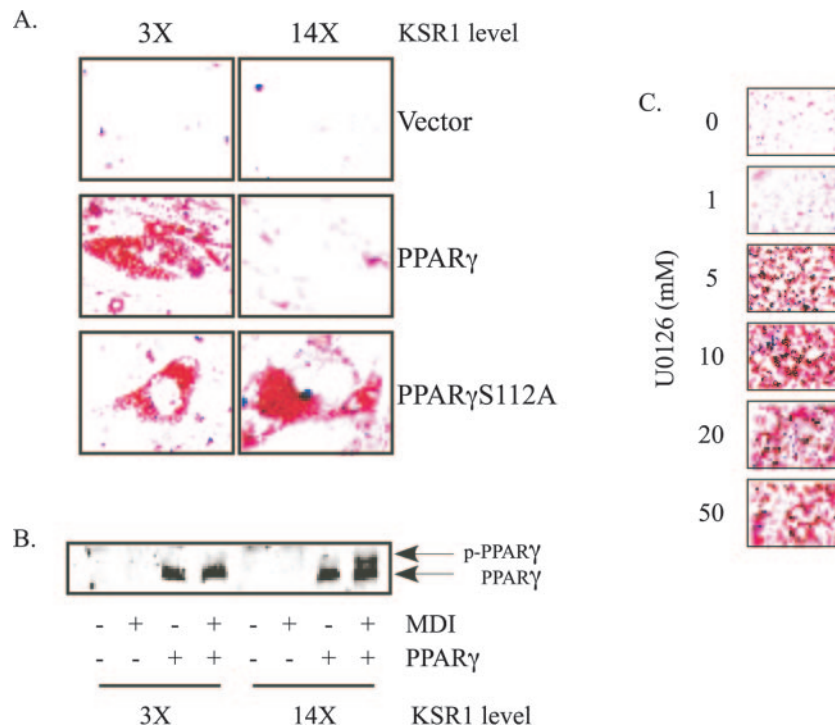 A.
3X 14X KSR1 level
Vector
PPARγ
PPARγS112A
B.
p-PPARγ
PPARγ
- + - + - - + - + MDI
- - + + - - + + PPARγ
3X 14X KSR1 level
C.
U0126 (mM)
0
1
5
10
20
50